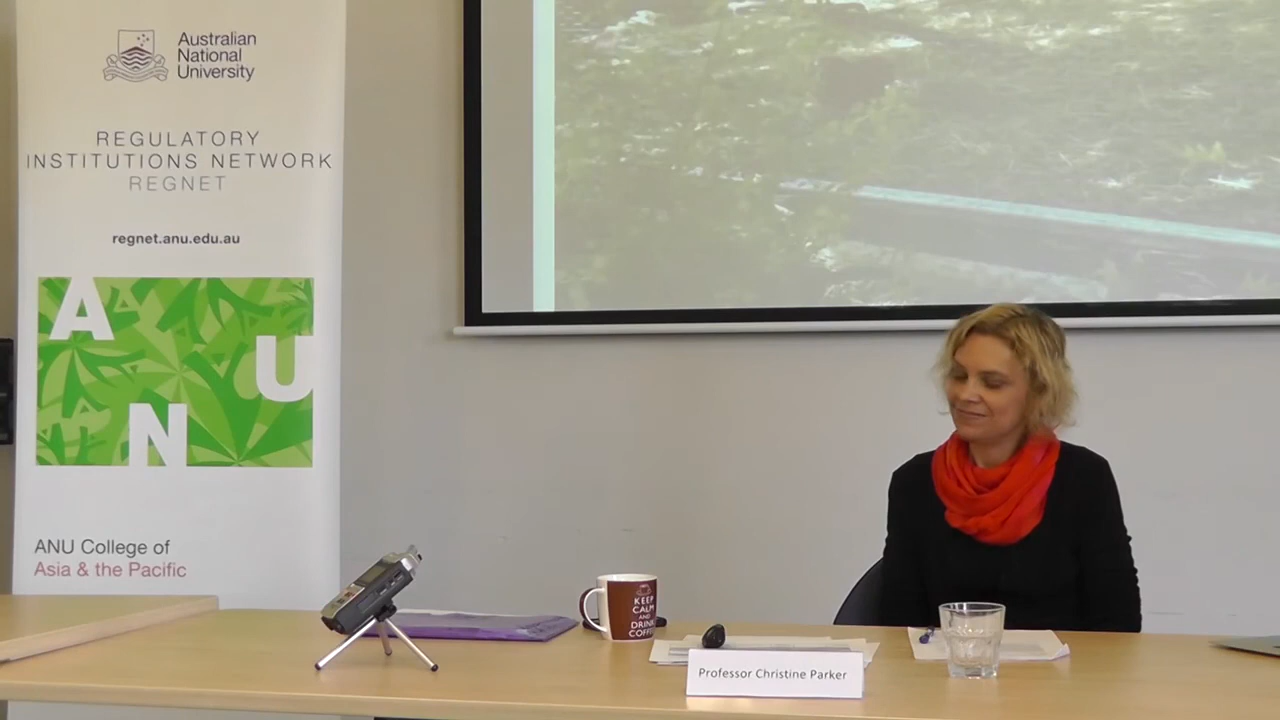 Australian
National
University
REGULATORY
INSTITUTIONS NETWORK
REGNET
regnet.anu.edu.au
A
U
N
ANU College of
Asia & the Pacific
KEEP
CALM
AND
DRINK
COFFEE
Professor Christine Parker